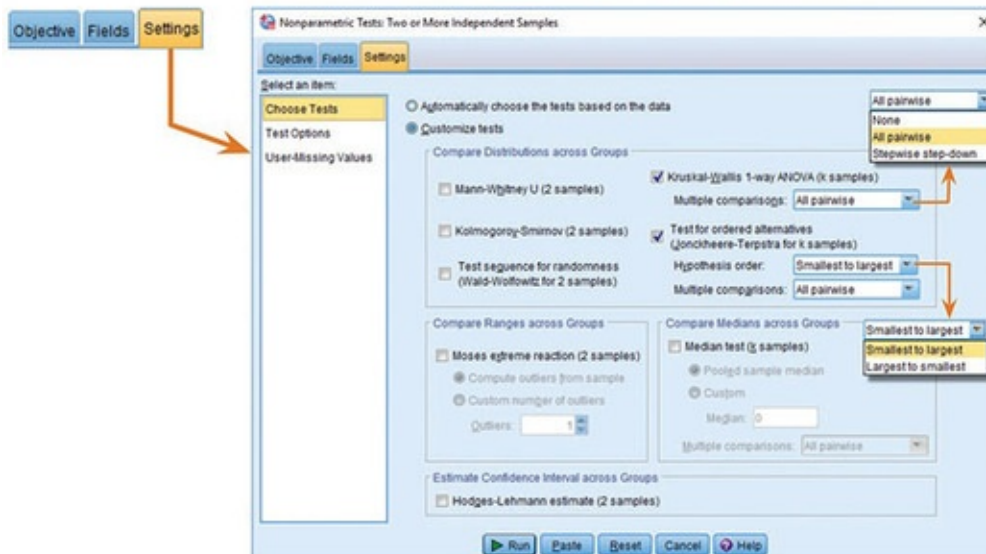 Objective Fields Settings
Nonparametric Tests: Two or More Independent Samples
Objective Fields Settings
Select an item:
Choose Tests
Test Options
User-Missing Values
Automatically choose the tests based on the data
Customize tests
All pairwise
None
All pairwise
Stepwise step-down
Compare Distributions across Groups
Mann-Whitney U (2 samples)
Kruskal-Wallis 1-way ANOVA (k samples)
Multiple comparisons: All pairwise
Kolmogorov-Smirnov (2 samples)
Test for ordered alternatives
(Jonckheere-Terpstra for k samples)
Test sequence for randomness
(Wald-Wolfowitz for 2 samples)
Hypothesis order: Smallest to largest
Multiple comparisons: All pairwise
Compare Ranges across Groups
Moses extreme reaction (2 samples)
Compute outliers from sample
Custom number of outliers
Outliers: 1
Compare Medians across Groups
Median test (k samples)
Pooled sample median
Custom
Median: 0
Multiple comparisons: All pairwise
Smallest to largest
Smallest to largest
Largest to smallest
Estimate Confidence Interval across Groups
Hodges-Lehmann estimate (2 samples)
Run Paste Reset Cancel Help